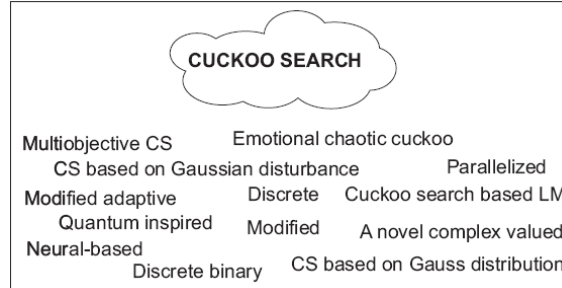 CUCKOO SEARCH
Multiobjective CS
Emotional chaotic cuckoo
CS based on Gaussian disturbance
Parallelized
Modified adaptive
Discrete
Cuckoo search based LM
Quantum inspired
Modified
A novel complex valued
Neural-based
Discrete binary
CS based on Gauss distribution